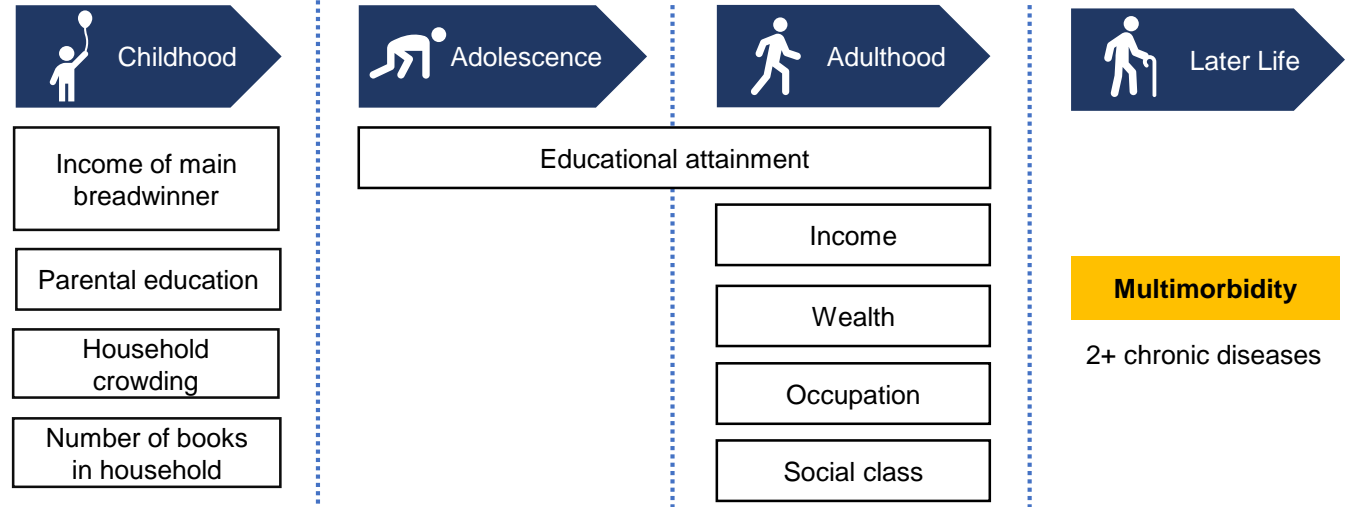 Childhood
Adolescence
Adulthood
Later Life
Income of main
breadwinner
Parental education
Household
crowding
Number of books
in household
Educational attainment
Income
Wealth
Occupation
Social class
Multimorbidity
2+ chronic diseases